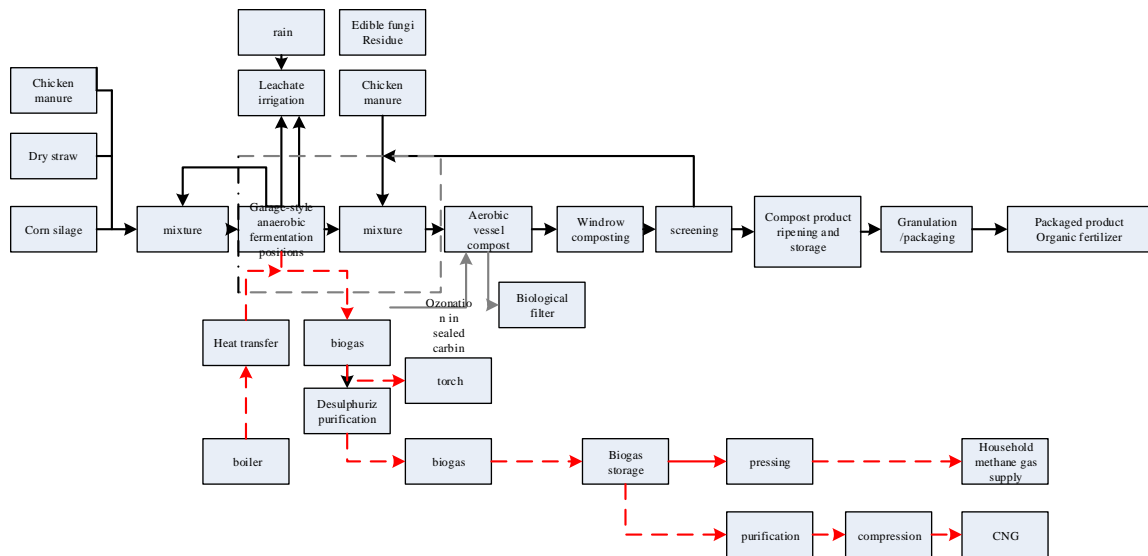 rain
Edible fungi
Residue
Chicken
manure
Leachate
irrigation
Chicken
manure
Dry straw
Corn silage
mixture
Garage-style
anaerobic
fermentation
positions
mixture
Aerobic
vessel
compost
Windrow
composting
screening
Compost product
ripening and
storage
Granulation
/packaging
Packaged product
Organic fertilizer
Ozonatio
n in
sealed
carbin
Biological
filter
Heat transfer
biogas
torch
Desulphuriz
purification
boiler
biogas
Biogas
storage
pressing
Household
methane gas
supply
purification
compression
CNG